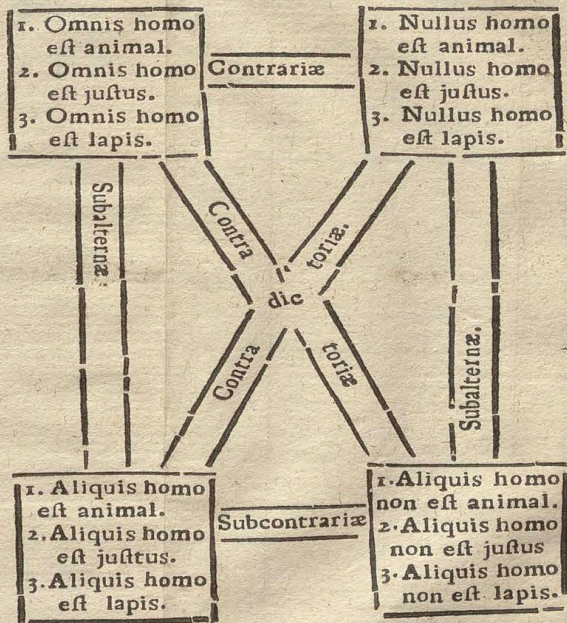 1. Omnis homo
eſt animal.
2. Omnis homo
eſt juſtus.
3. Omnis homo
eſt lapis.
Contrariæ
1. Nullus homo
eſt animal.
2. Nullus homo
eſt juſtus.
3. Nullus homo
eſt lapis.
Subalternæ.
Contra
toriæ.
dic
Contra
toriæ
Subalternæ.
1. Aliquis homo
eſt animal.
2. Aliquis homo
eſt juſtus.
3. Aliquis homo
eſt lapis.
Subcontrariæ
1. Aliquis homo
non eſt animal.
2. Aliquis homo
non eſt juſtus
3. Aliquis homo
non eſt lapis.